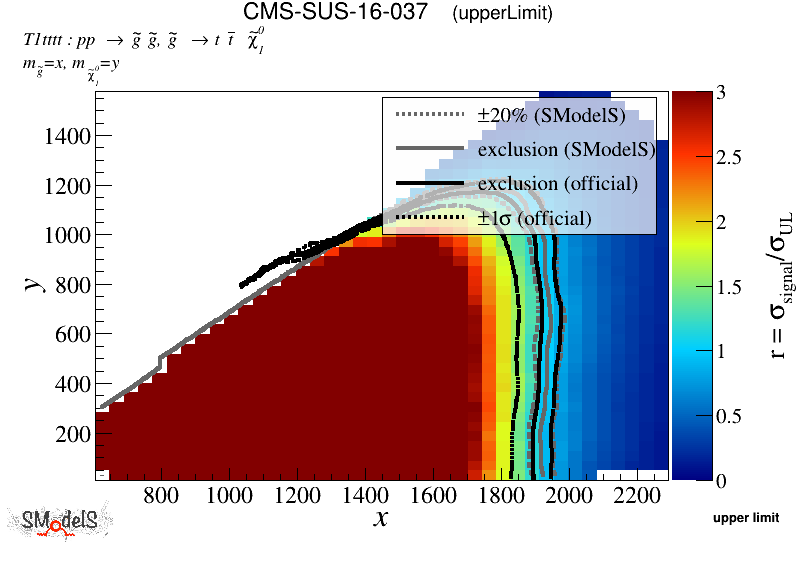 CMS-SUS-16-037 (upperLimit)
T1tttt : pp → g̃ g̃, g̃ → t t̄ χ̃⁰₁
m_g̃=x, m_χ̃⁰₁=y
±20% (SModelS)
exclusion (SModelS)
exclusion (official)
±1σ (official)
y
1400
1200
1000
800
600
400
200
800 1000 1200 1400 1600 1800 2000 2200
x
3
2.5
2
1.5
1
0.5
0
r = σ_signal/σ_UL
SModelS
upper limit